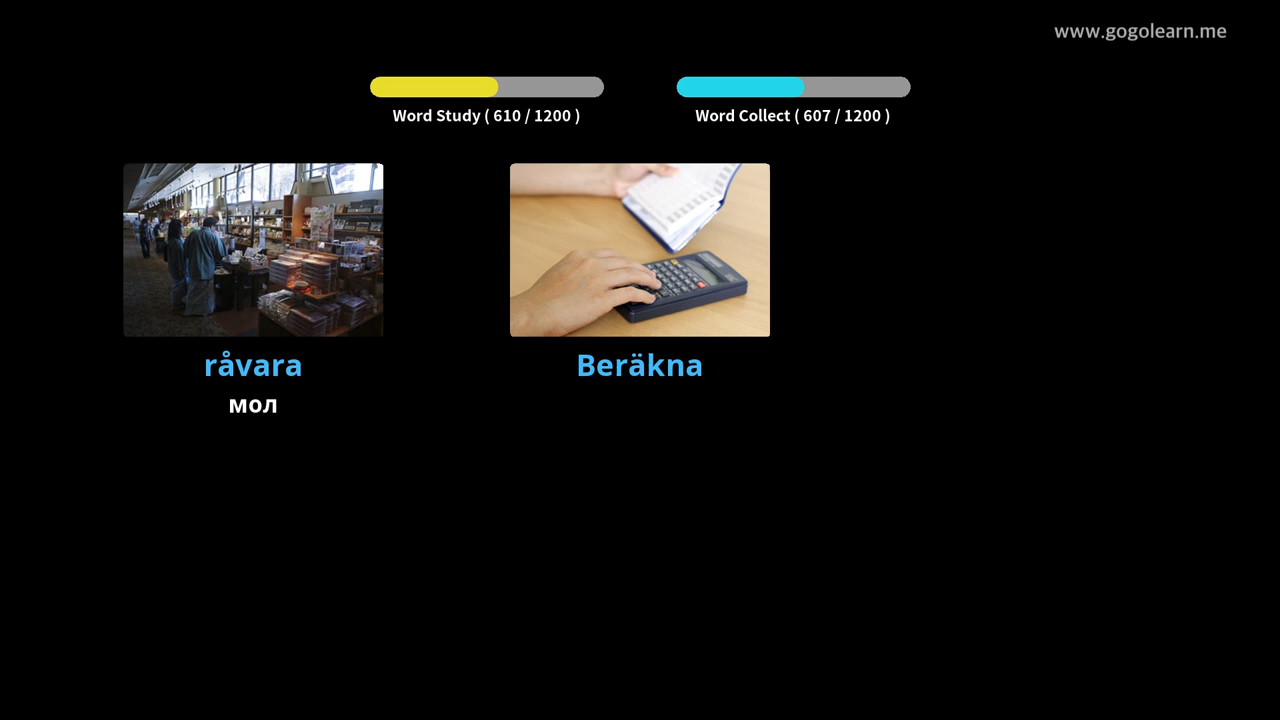 www.gogolearn.me
Word Study ( 610 / 1200 )
Word Collect ( 607 / 1200 )
råvara
Beräkna
мол